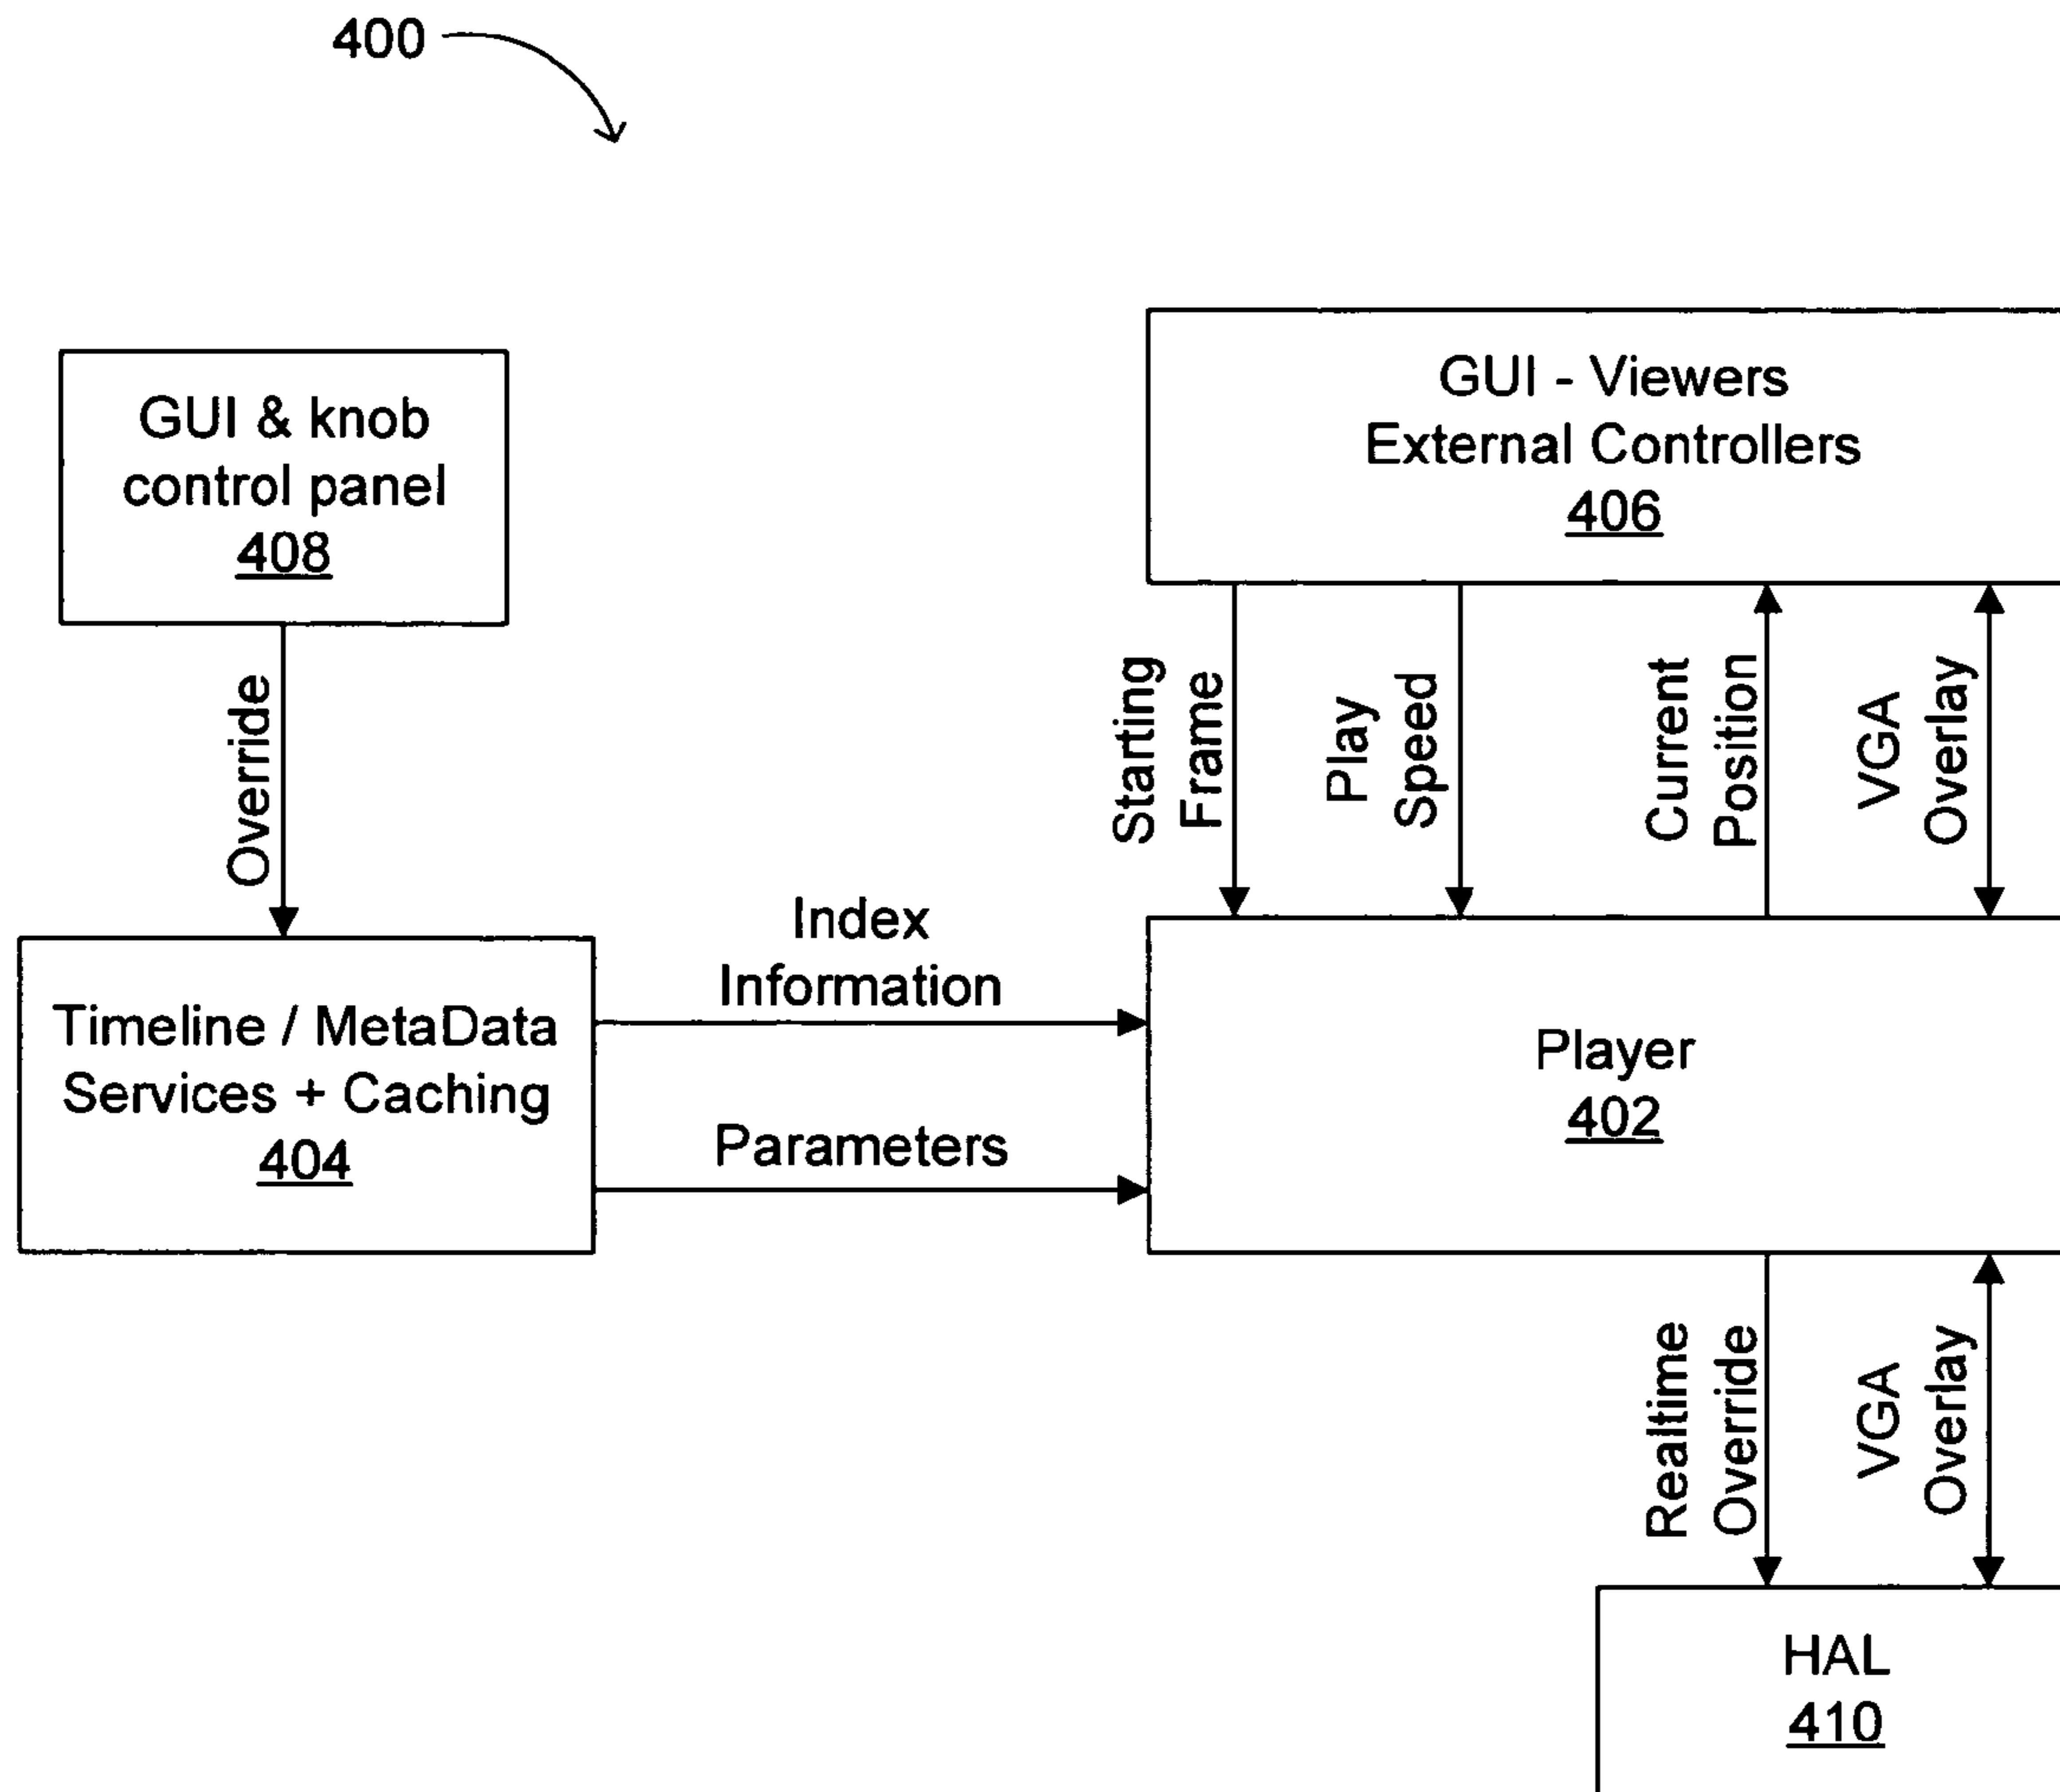 400
GUI - Viewers
External Controllers
406
GUI & knob
control panel
408
Override
Starting
Frame
Play
Speed
Current
Position
VGA
Overlay
Index
Information
Timeline / MetaData
Services + Caching
404
Parameters
Player
402
Realtime
Override
VGA
Overlay
HAL
410